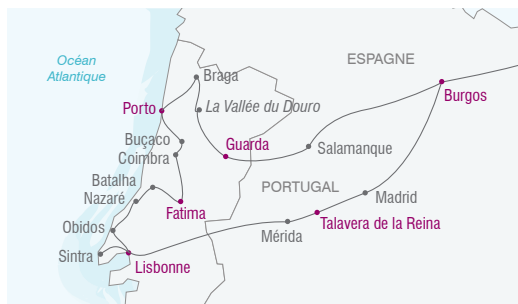 Océan
Atlantique
ESPAGNE
Braga
Burgos
Porto
La Vallée du Douro
Buçaco
Guarda
Salamanque
Coimbra
Batalha
PORTUGAL
Nazaré
Madrid
Fatima
Talavera de la Reina
Obidos
Mérida
Sintra
Lisbonne